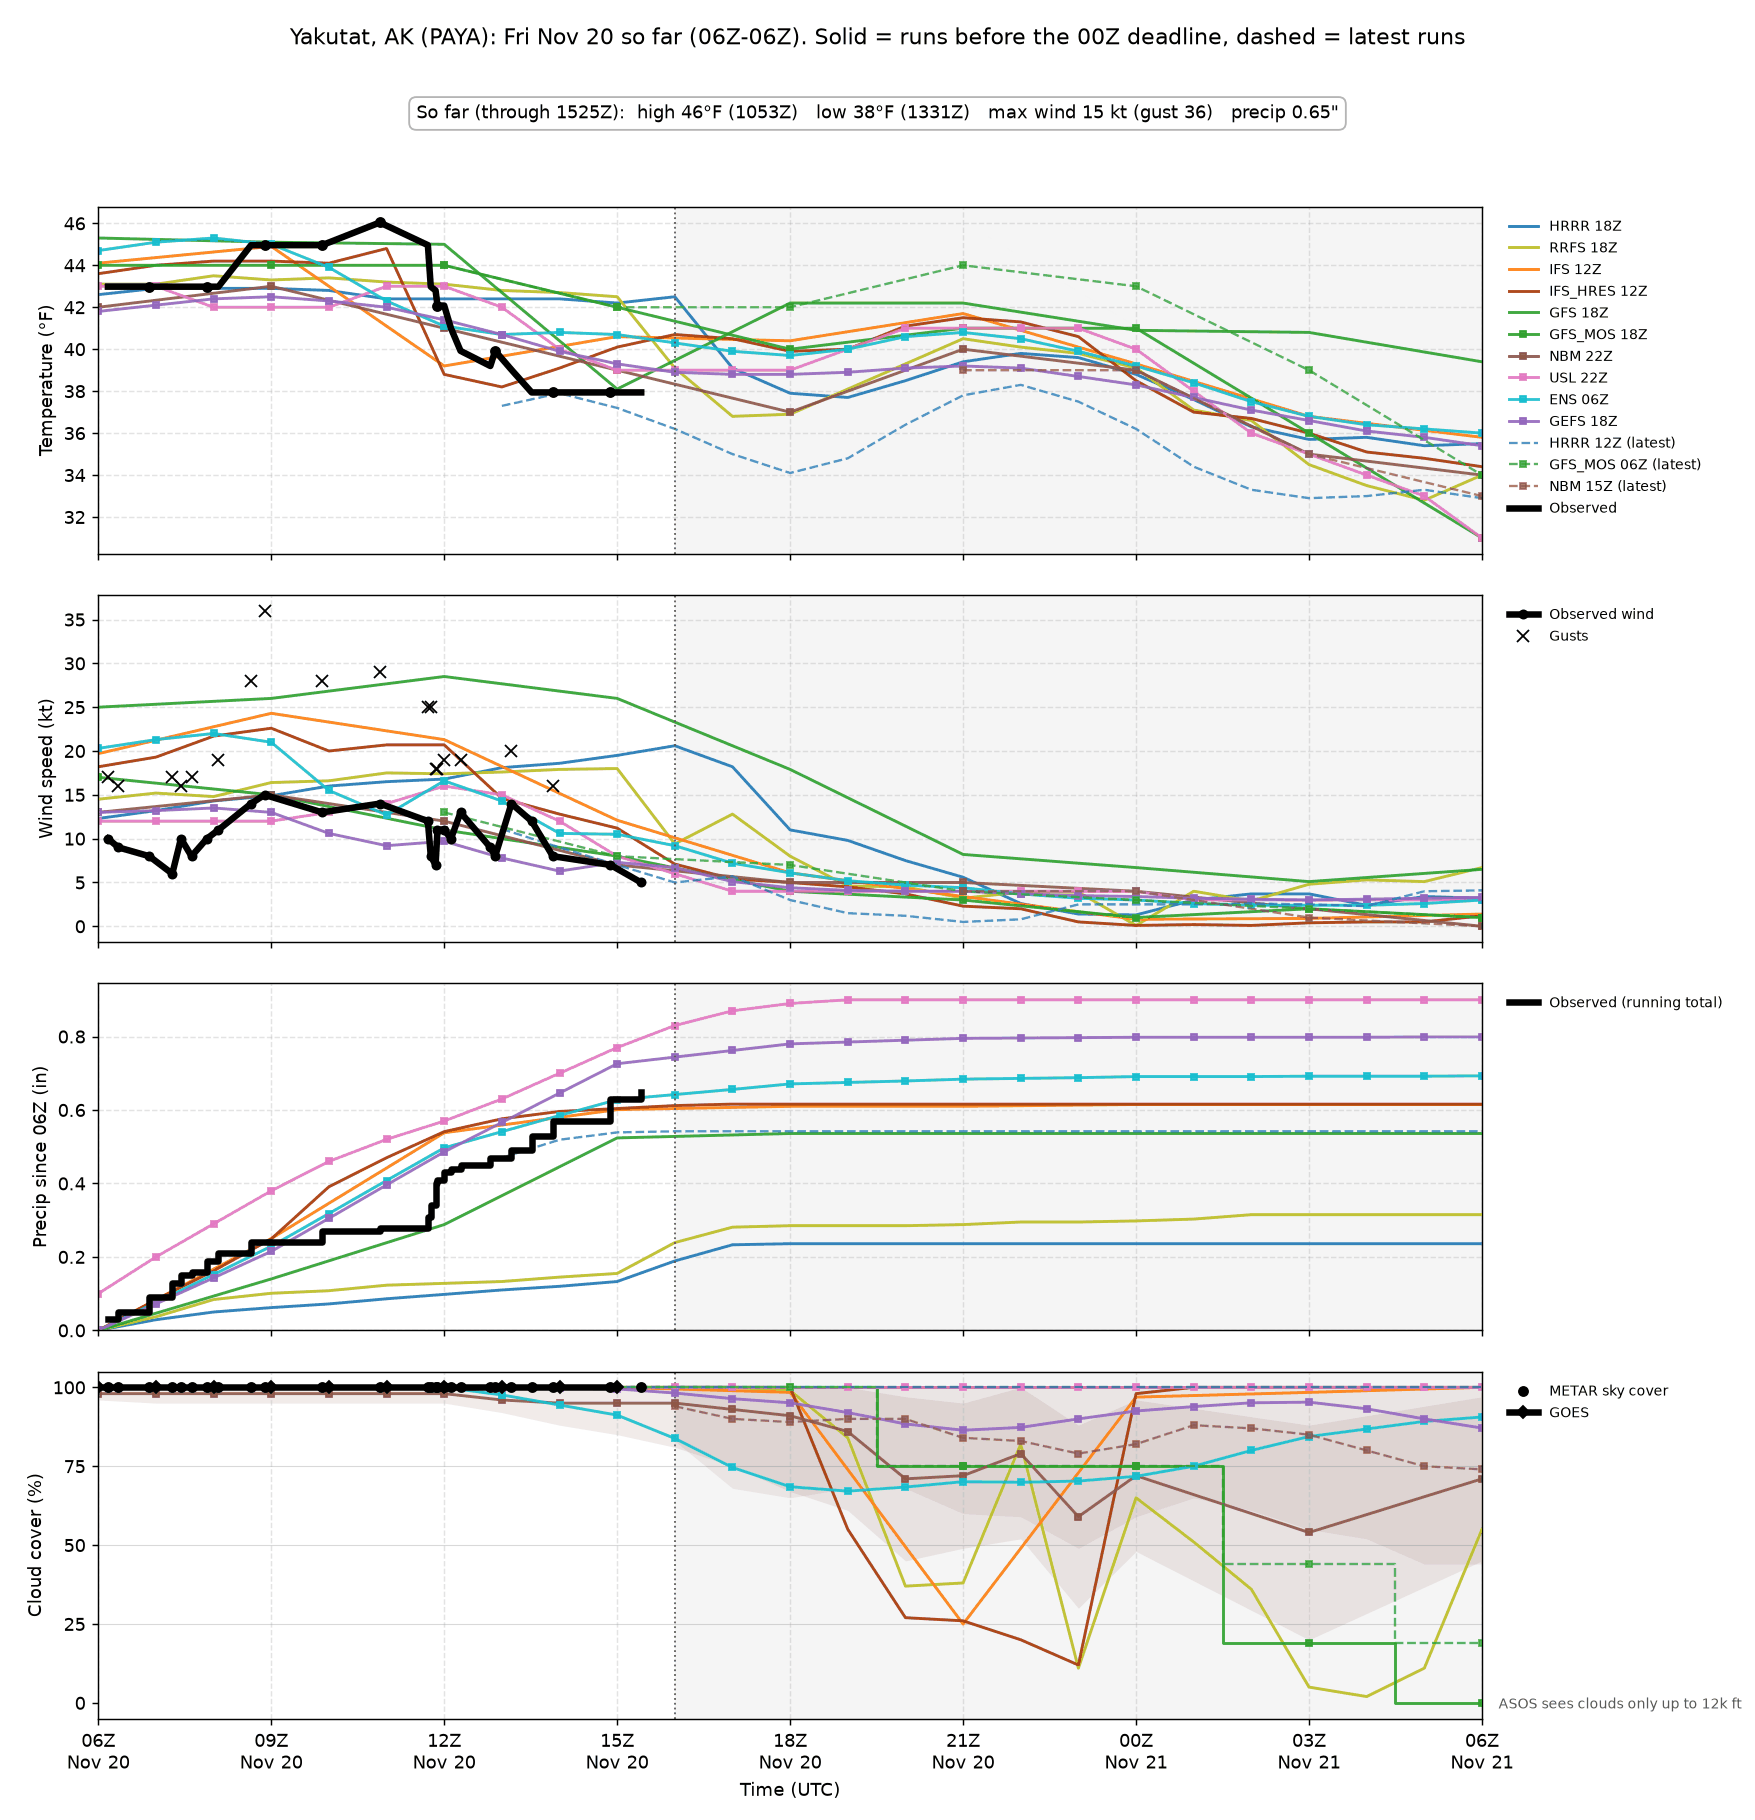 Yakutat, AK (PAYA): Fri Nov 20 so far (06Z-06Z). Solid = runs before the 00Z deadline, dashed = latest runs
So far (through 1525Z):  high 46°F (1053Z)   low 38°F (1331Z)   max wind 15 kt (gust 36)   precip 0.65"
Temperature (°F)
46
44
42
40
38
36
34
32
HRRR 18Z
RRFS 18Z
IFS 12Z
IFS_HRES 12Z
GFS 18Z
GFS_MOS 18Z
NBM 22Z
USL 22Z
ENS 06Z
GEFS 18Z
HRRR 12Z (latest)
GFS_MOS 06Z (latest)
NBM 15Z (latest)
Observed
Wind speed (kt)
35
30
25
20
15
10
5
0
Observed wind
Gusts
Precip since 06Z (in)
0.8
0.6
0.4
0.2
0.0
Observed (running total)
Cloud cover (%)
100
75
50
25
0
METAR sky cover
GOES
ASOS sees clouds only up to 12k ft
06Z 09Z 12Z 15Z 18Z 21Z 00Z 03Z 06Z
Nov 20 Nov 20 Nov 20 Nov 20 Nov 20 Nov 20 Nov 21 Nov 21 Nov 21
Time (UTC)